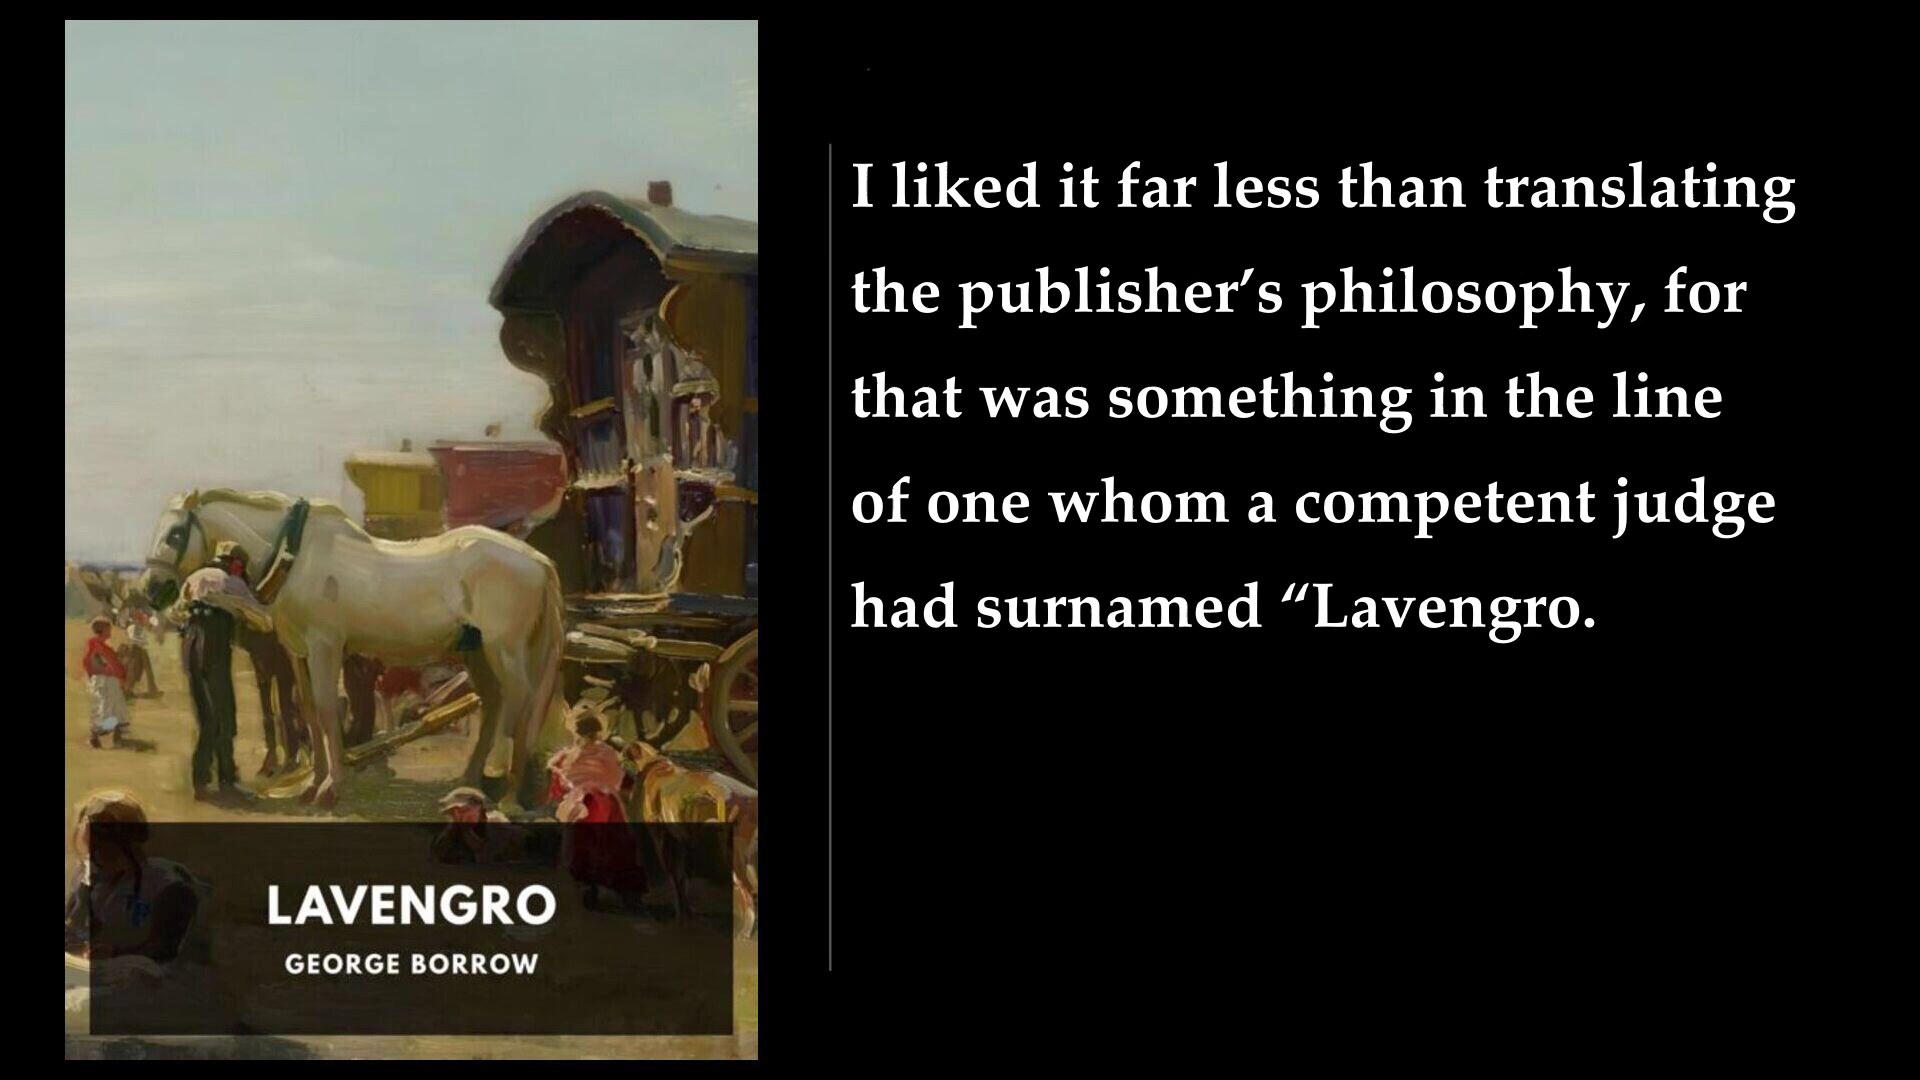 I liked it far less than translating
the publisher’s philosophy, for
that was something in the line
of one whom a competent judge
had surnamed “Lavengro.
LAVENGRO
GEORGE BORROW